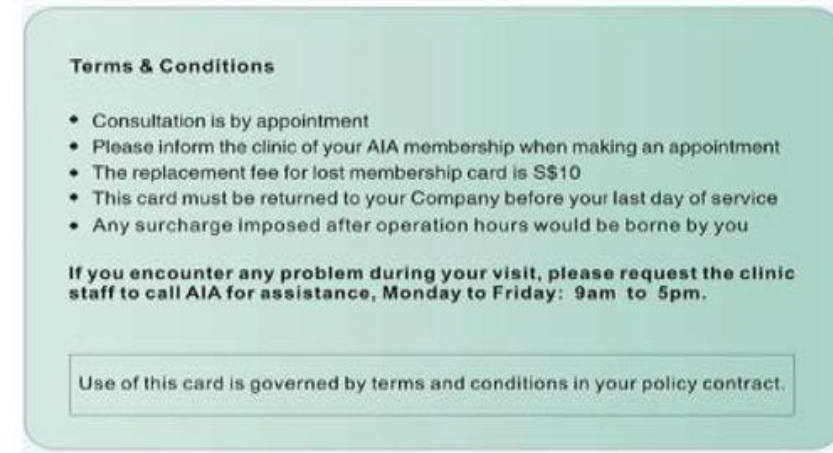 Terms & Conditions
• Consultation is by appointment
• Please inform the clinic of your AIA membership when making an appointment
• The replacement fee for lost membership card is S$10
• This card must be returned to your Company before your last day of service
• Any surcharge imposed after operation hours would be borne by you
If you encounter any problem during your visit, please request the clinic
staff to call AIA for assistance, Monday to Friday: 9am to 5pm.
Use of this card is governed by terms and conditions in your policy contract.